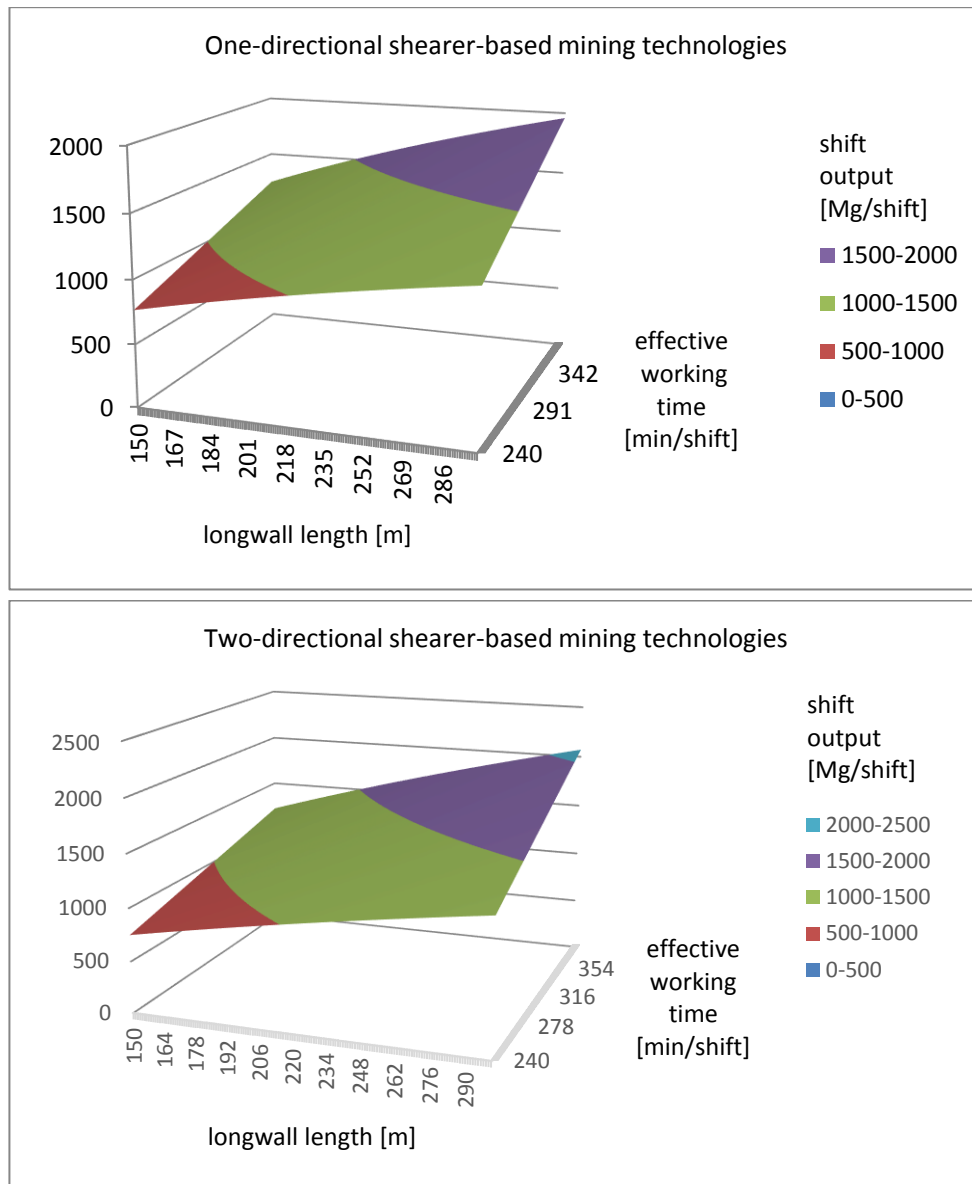 One-directional shearer-based mining technologies
2000
1500
1000
500
0
150
167
184
201
218
235
252
269
286
longwall length [m]
240
291
342
effective
working
time
[min/shift]
shift
output
[Mg/shift]
1500-2000
1000-1500
500-1000
0-500
Two-directional shearer-based mining technologies
2500
2000
1500
1000
500
0
150
164
178
192
206
220
234
248
262
276
290
longwall length [m]
240
278
316
354
effective
working
time
[min/shift]
shift
output
[Mg/shift]
2000-2500
1500-2000
1000-1500
500-1000
0-500